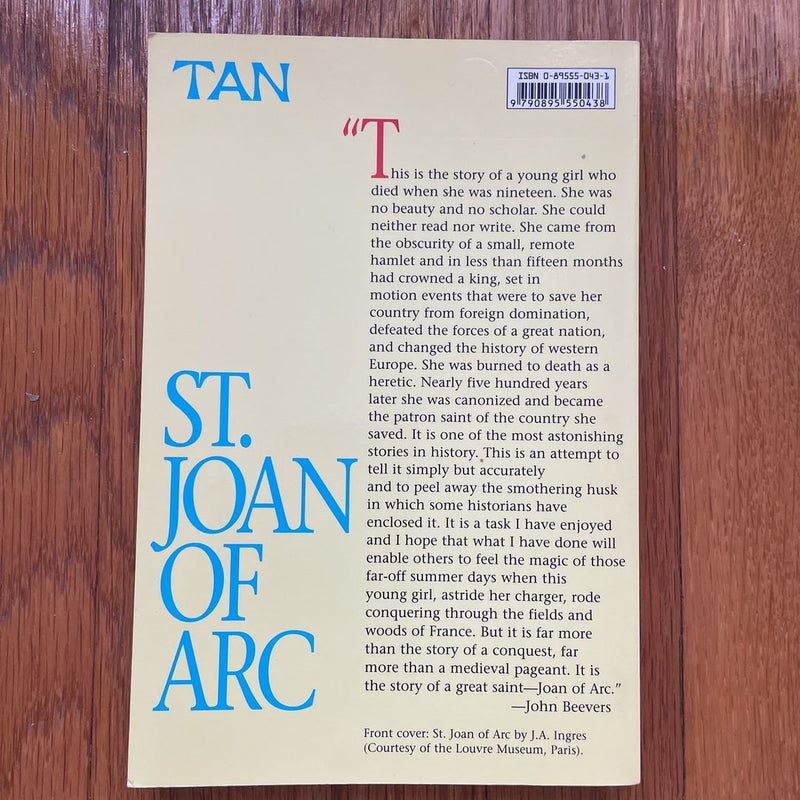 TAN
ISBN 0-89555-043-1
9 790895 550438
“This is the story of a young girl who
died when she was nineteen. She was
no beauty and no scholar. She could
neither read nor write. She came from
the obscurity of a small, remote
hamlet and in less than fifteen months
had crowned a king, set in
motion events that were to save her
country from foreign domination,
defeated the forces of a great nation,
and changed the history of western
Europe. She was burned to death as a
heretic. Nearly five hundred years
later she was canonized and became
the patron saint of the country she
saved. It is one of the most astonishing
stories in history. This is an attempt to
tell it simply but accurately
and to peel away the smothering husk
in which some historians have
enclosed it. It is a task I have enjoyed
and I hope that what I have done will
enable others to feel the magic of those
far-off summer days when this
young girl, astride her charger, rode
conquering through the fields and
woods of France. But it is far more
than the story of a conquest, far
more than a medieval pageant. It is
the story of a great saint—Joan of Arc.”
—John Beevers
ST.
JOAN
OF
ARC
Front cover: St. Joan of Arc by J.A. Ingres
(Courtesy of the Louvre Museum, Paris).